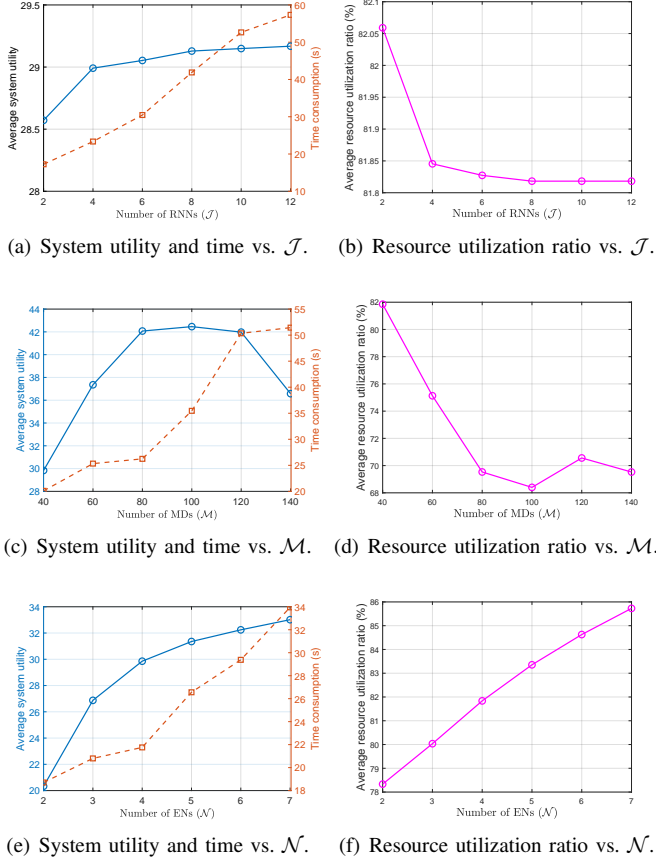 29.5
29
28.5
28
60
50
40
30
20
10
2 4 6 8 10 12
Average system utility
Time consumption (s)
Number of RNNs (𝒥)
82.1
82.05
82
81.95
81.9
81.85
81.8
2 4 6 8 10 12
Average resource utilization ratio (%)
Number of RNNs (𝒥)
(a) System utility and time vs. 𝒥.
(b) Resource utilization ratio vs. 𝒥.
44
42
40
38
36
34
32
30
28
55
50
45
40
35
30
25
20
40 60 80 100 120 140
Average system utility
Time consumption (s)
Number of MDs (ℳ)
82
80
78
76
74
72
70
68
40 60 80 100 120 140
Average resource utilization ratio (%)
Number of MDs (ℳ)
(c) System utility and time vs. ℳ.
(d) Resource utilization ratio vs. ℳ.
34
32
30
28
26
24
22
20
34
32
30
28
26
24
22
20
18
2 3 4 5 6 7
Average system utility
Time consumption (s)
Number of ENs (𝒩)
86
85
84
83
82
81
80
79
78
2 3 4 5 6 7
Average resource utilization ratio (%)
Number of ENs (𝒩)
(e) System utility and time vs. 𝒩.
(f) Resource utilization ratio vs. 𝒩.